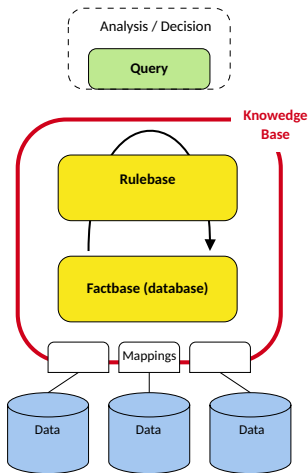 Analysis / Decision
Query
Knowedge
Base
Rulebase
Factbase (database)
Mappings
Data
Data
Data